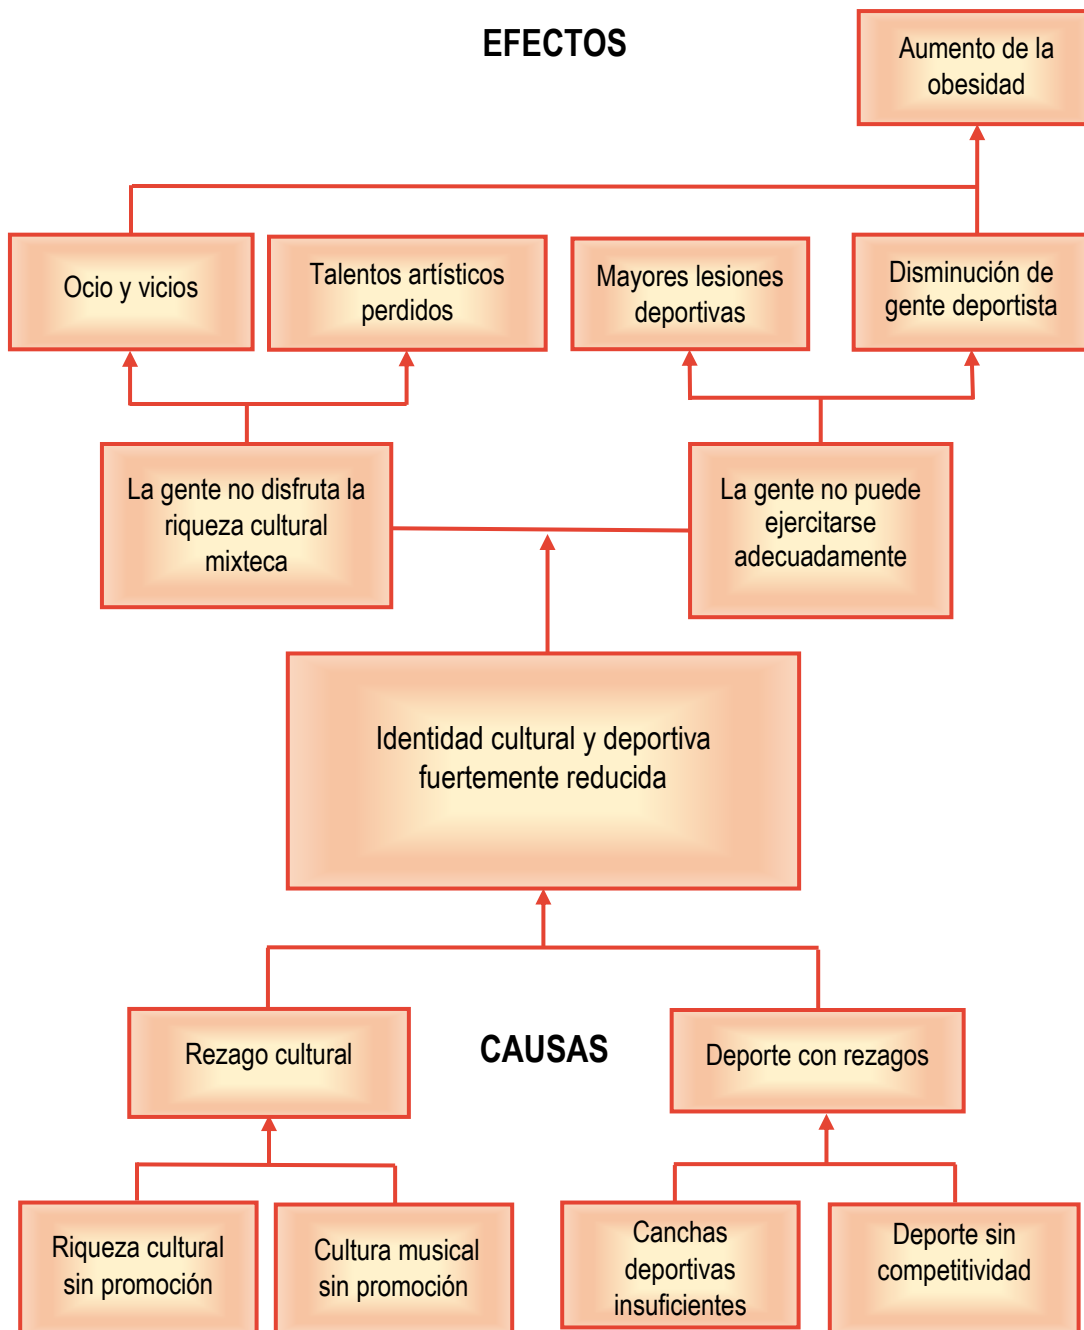 EFECTOS
Aumento de la
obesidad
Ocio y vicios
Talentos artísticos
perdidos
Mayores lesiones
deportivas
Disminución de
gente deportista
La gente no disfruta la
riqueza cultural
mixteca
La gente no puede
ejercitarse
adecuadamente
Identidad cultural y deportiva
fuertemente reducida
Rezago cultural
CAUSAS
Deporte con rezagos
Riqueza cultural
sin promoción
Cultura musical
sin promoción
Canchas
deportivas
insuficientes
Deporte sin
competitividad